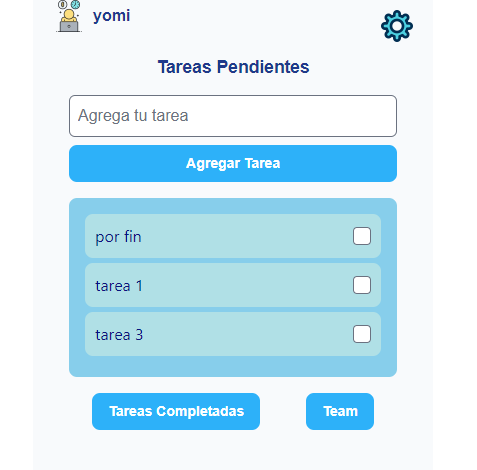 yomi
Tareas Pendientes
Agrega tu tarea
Agregar Tarea
por fin
tarea 1
tarea 3
Tareas Completadas
Team